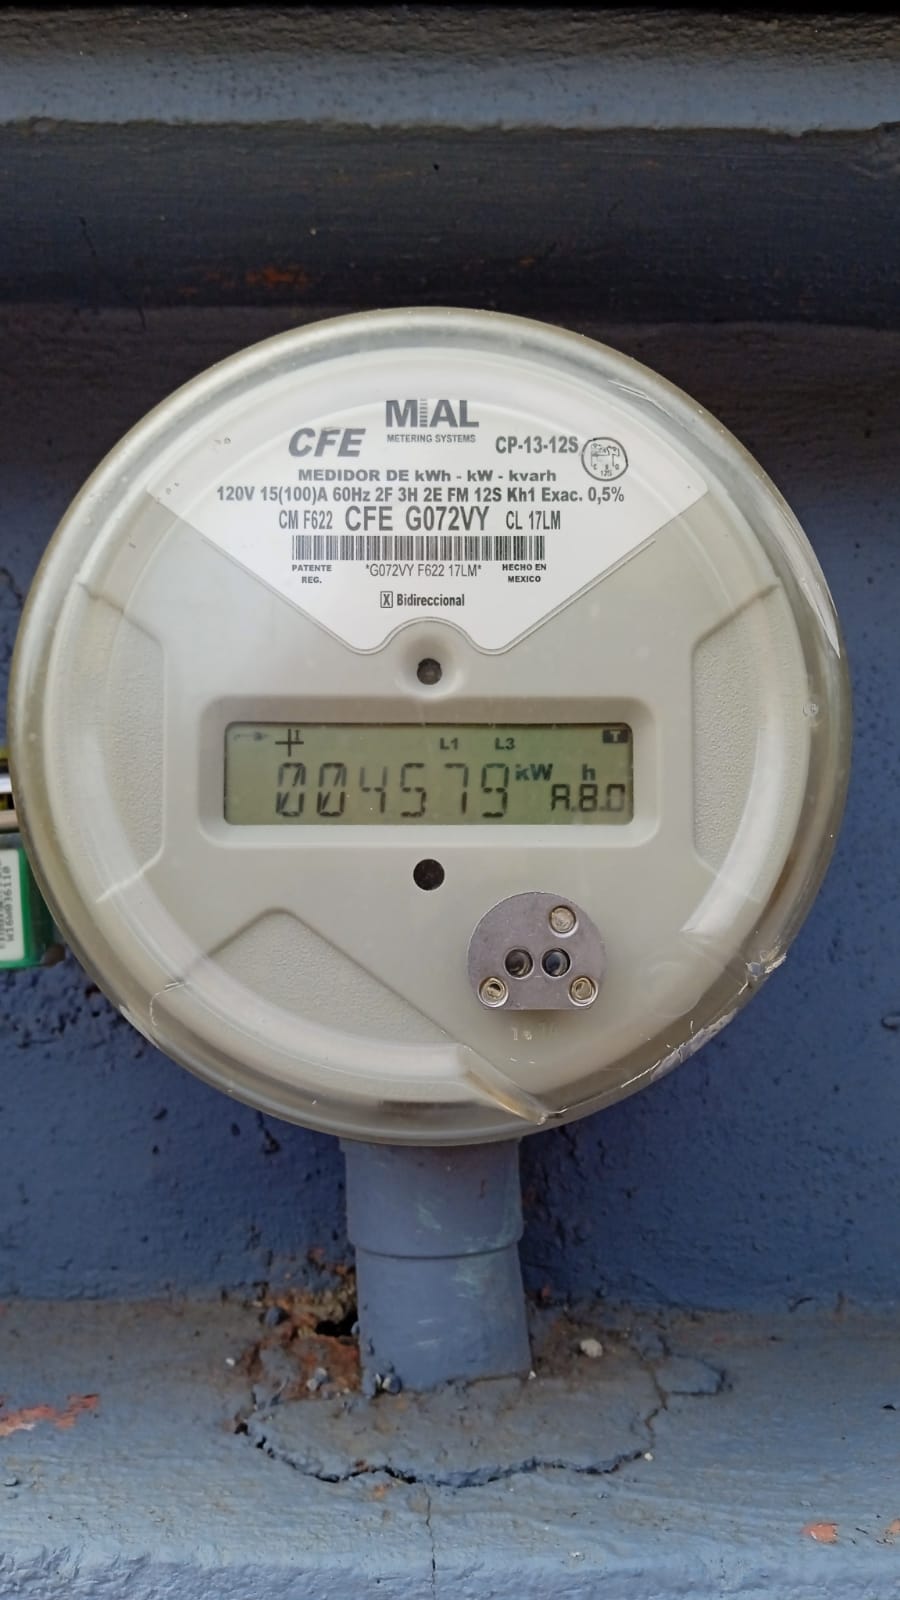 MIAL
METERING SYSTEMS
CFE
CP-13-12S
MEDIDOR DE kWh - kW - kvarh
120V 15(100)A 60Hz 2F 3H 2E FM 12S Kh1 Exac. 0,5%
CM F622 CFE G072VY CL 17LM
PATENTE REG.
*G072VY F622 17LM*
HECHO EN MEXICO
X Bidireccional
L1 L3 T
004579 kW h A.8.0
W16N036110